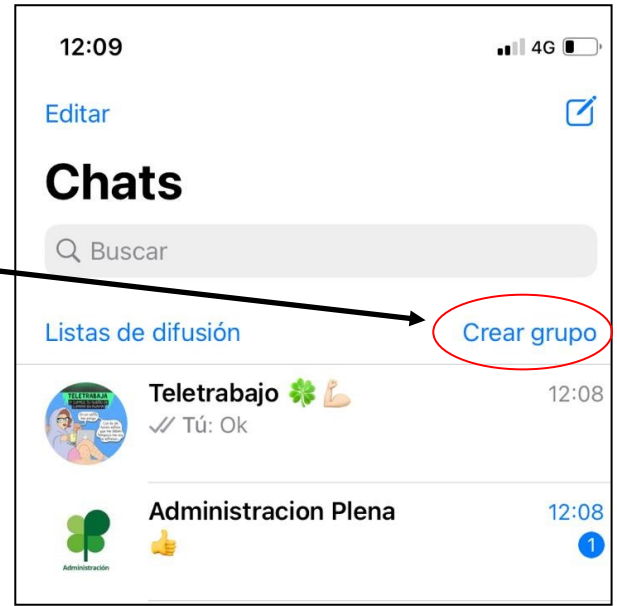 12:09 4G
Editar
Chats
Buscar
Listas de difusión Crear grupo
Teletrabajo 🍀💪🏻 12:08
Tú: Ok
TELETRABAJA
Administracion Plena 12:08
👍 1
Administración